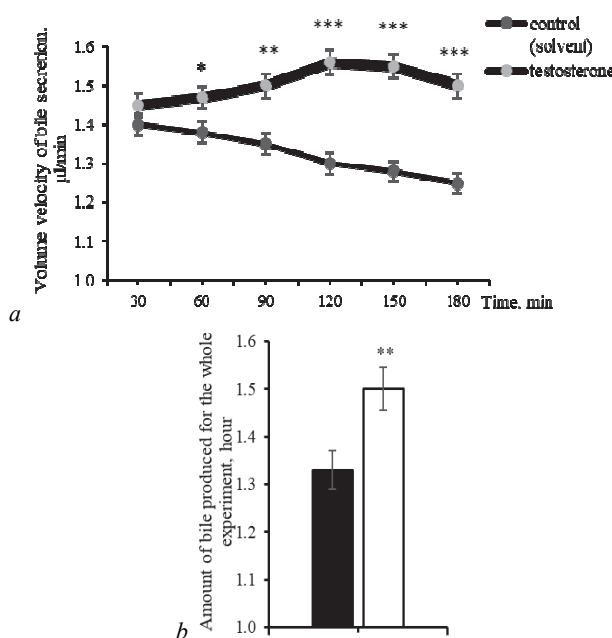 ***
***
***
**
*
control
(solvent)
testosterone
Volume velocity of bile secretion.
µl/min
1.6
1.5
1.4
1.3
1.2
1.1
1.0
30 60 90 120 150 180 Time, min
a
**
Amount of bile produced for the whole
experiment, hour
1.6
1.5
1.4
1.3
1.2
1.1
1.0
b